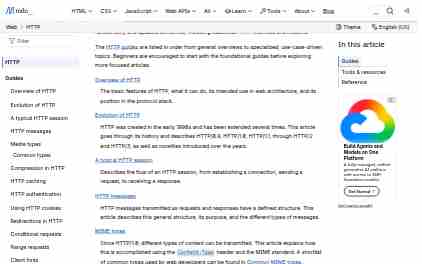 mdn_
HTML
CSS
JavaScript
Web APIs
All
Learn
Tools
About
Blog
Web > HTTP
Theme
English (US)
Filter
HTTP
Guides
Overview of HTTP
Evolution of HTTP
A typical HTTP session
HTTP messages
Media types
Common types
Compression in HTTP
HTTP caching
HTTP authentication
Using HTTP cookies
Redirections in HTTP
Conditional requests
Range requests
Client hints
The HTTP guides are listed in order from general overviews to specialized, use-case-driven
topics. Beginners are encouraged to start with the foundational guides before exploring
more focused articles.
Overview of HTTP
The basic features of HTTP, what it can do, its intended use in web architecture, and its
position in the protocol stack.
Evolution of HTTP
HTTP was created in the early 1990s and has been extended several times. This article
goes through its history and describes HTTP/0.9, HTTP/1.0, HTTP/1.1, through HTTP/2
and HTTP/3, as well as novelties introduced over the years.
A typical HTTP session
Describes the flow of an HTTP session, from establishing a connection, sending a
request, to receiving a response.
HTTP messages
HTTP messages transmitted as requests and responses have a defined structure. This
article describes this general structure, its purpose, and the different types of messages.
MIME types
Since HTTP/1.0, different types of content can be transmitted. This article explains how
this is accomplished using the Content-Type header and the MIME standard. A shortlist
of common types used by web developers can be found in Common MIME types.
In this article
Guides
Tools & resources
Reference
Build Agents and
Models on One
Platform
Get Started